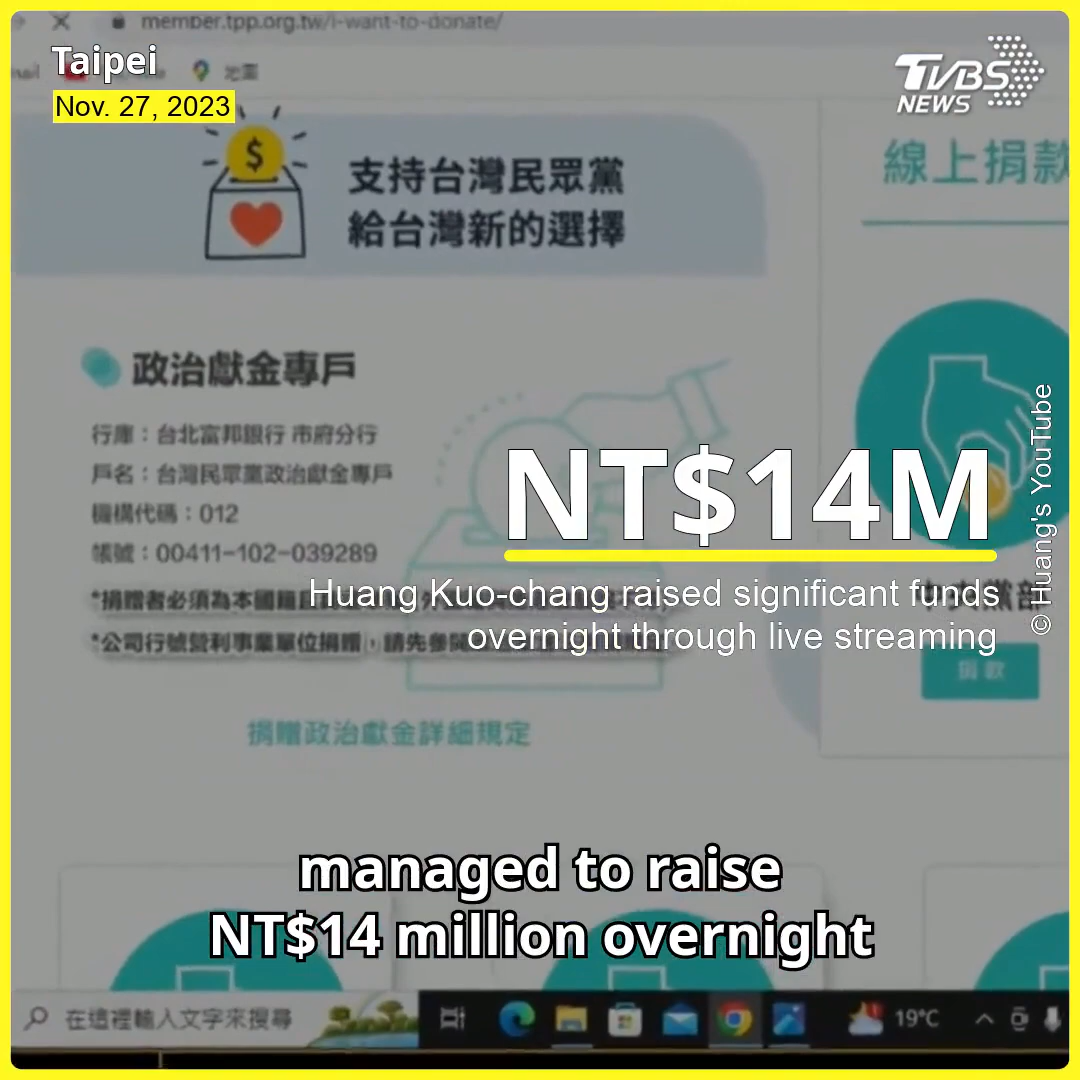 member.tpp.org.tw/i-want-to-donate/
Taipei
地圖
Nov. 27, 2023
TVBS
NEWS
$
支持台灣民眾黨
給台灣新的選擇
線上捐款
政治獻金專戶
行庫：台北富邦銀行 市府分行
戶名：台灣民眾黨政治獻金專戶
機構代碼：012
帳號：00411-102-039289
NT$14M
© Huang's YouTube
*捐贈者必須為本國籍
Huang Kuo-chang raised significant funds
*公司行號營利事業單位捐贈，請先參閱
overnight through live streaming
捐款
捐贈政治獻金詳細規定
managed to raise
NT$14 million overnight
在這裡輸入文字來搜尋
19°C